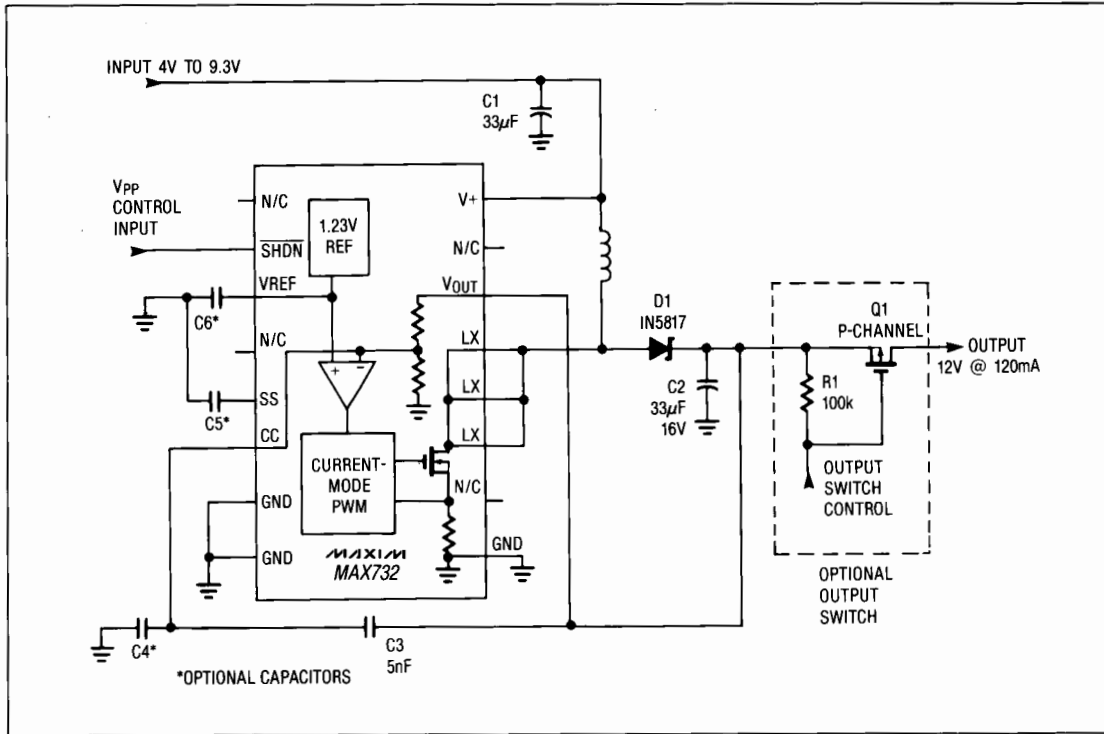 INPUT 4V TO 9.3V
C1
33µF
VPP
CONTROL
INPUT
N/C
SHDN
VREF
C6*
N/C
C5*
SS
CC
GND
GND
1.23V
REF
+ −
CURRENT-
MODE
PWM
MAXIM
MAX732
V+
N/C
VOUT
LX
LX
LX
N/C
GND
D1
IN5817
C2
33µF
16V
Q1
P-CHANNEL
R1
100k
OUTPUT
12V @ 120mA
OUTPUT
SWITCH
CONTROL
OPTIONAL
OUTPUT
SWITCH
C4*
C3
5nF
*OPTIONAL CAPACITORS